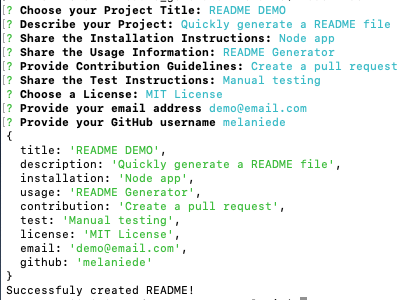 ? Choose your Project Title: README DEMO
? Describe your Project: Quickly generate a README file
? Share the Installation Instructions: Node app
? Share the Usage Information: README Generator
? Provide Contribution Guidelines: Create a pull request
? Share the Test Instructions: Manual testing
? Choose a License: MIT License
? Provide your email address demo@email.com
? Provide your GitHub username melaniede
{
title: 'README DEMO',
description: 'Quickly generate a README file',
installation: 'Node app',
usage: 'README Generator',
contribution: 'Create a pull request',
test: 'Manual testing',
license: 'MIT License',
email: 'demo@email.com',
github: 'melaniede'
}
Successfuly created README!